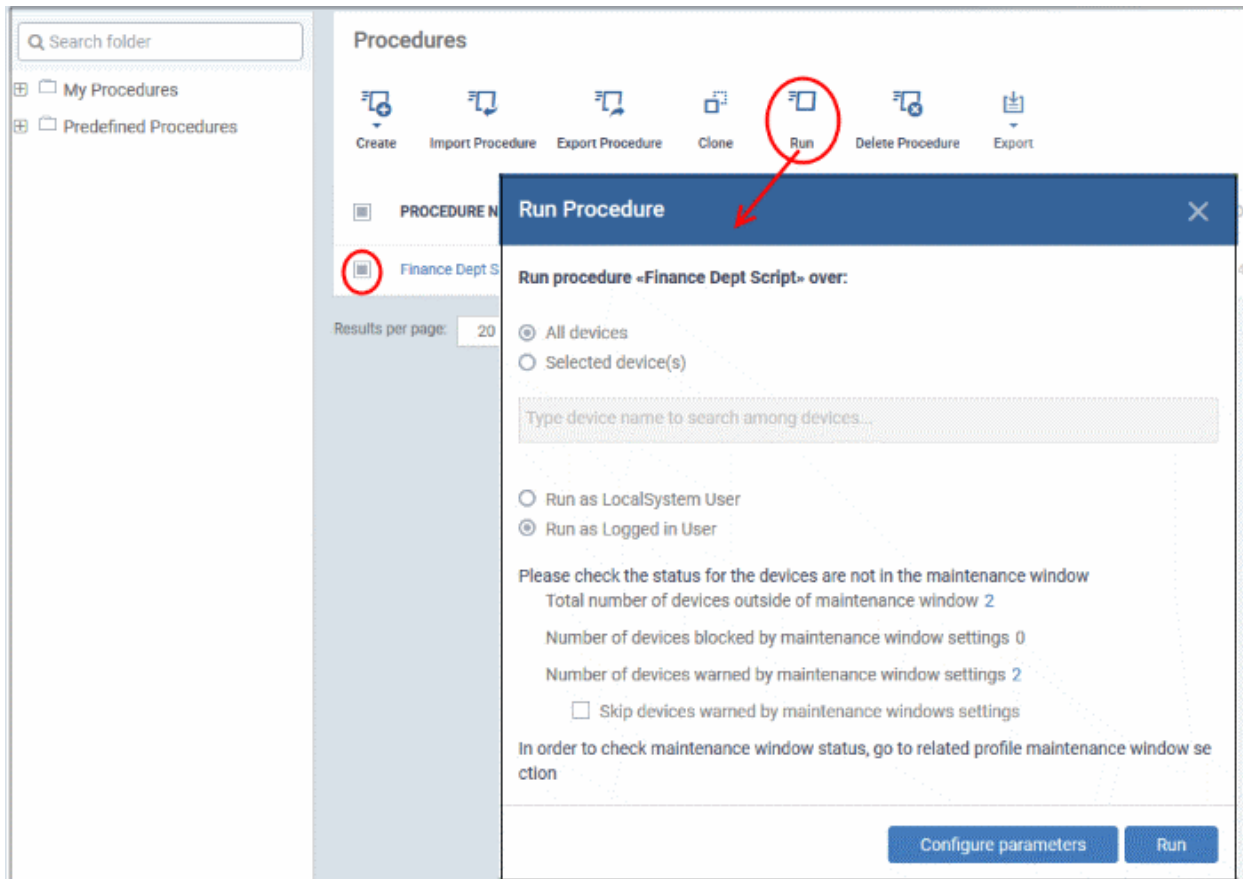 Search folder
My Procedures
Predefined Procedures
Procedures
Create
Import Procedure
Export Procedure
Clone
Run
Delete Procedure
Export
PROCEDURE N
Finance Dept S
Results per page: 20
Run Procedure
Run procedure «Finance Dept Script» over:
All devices
Selected device(s)
Type device name to search among devices...
Run as LocalSystem User
Run as Logged in User
Please check the status for the devices are not in the maintenance window
Total number of devices outside of maintenance window 2
Number of devices blocked by maintenance window settings 0
Number of devices warned by maintenance window settings 2
Skip devices warned by maintenance windows settings
In order to check maintenance window status, go to related profile maintenance window se
ction
Configure parameters
Run